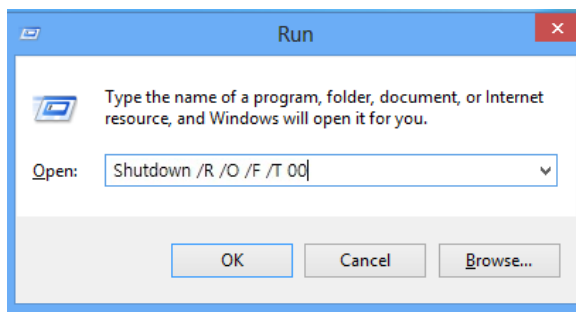 Run
Type the name of a program, folder, document, or Internet
resource, and Windows will open it for you.
Open: Shutdown /R /O /F /T 00
OK Cancel Browse...